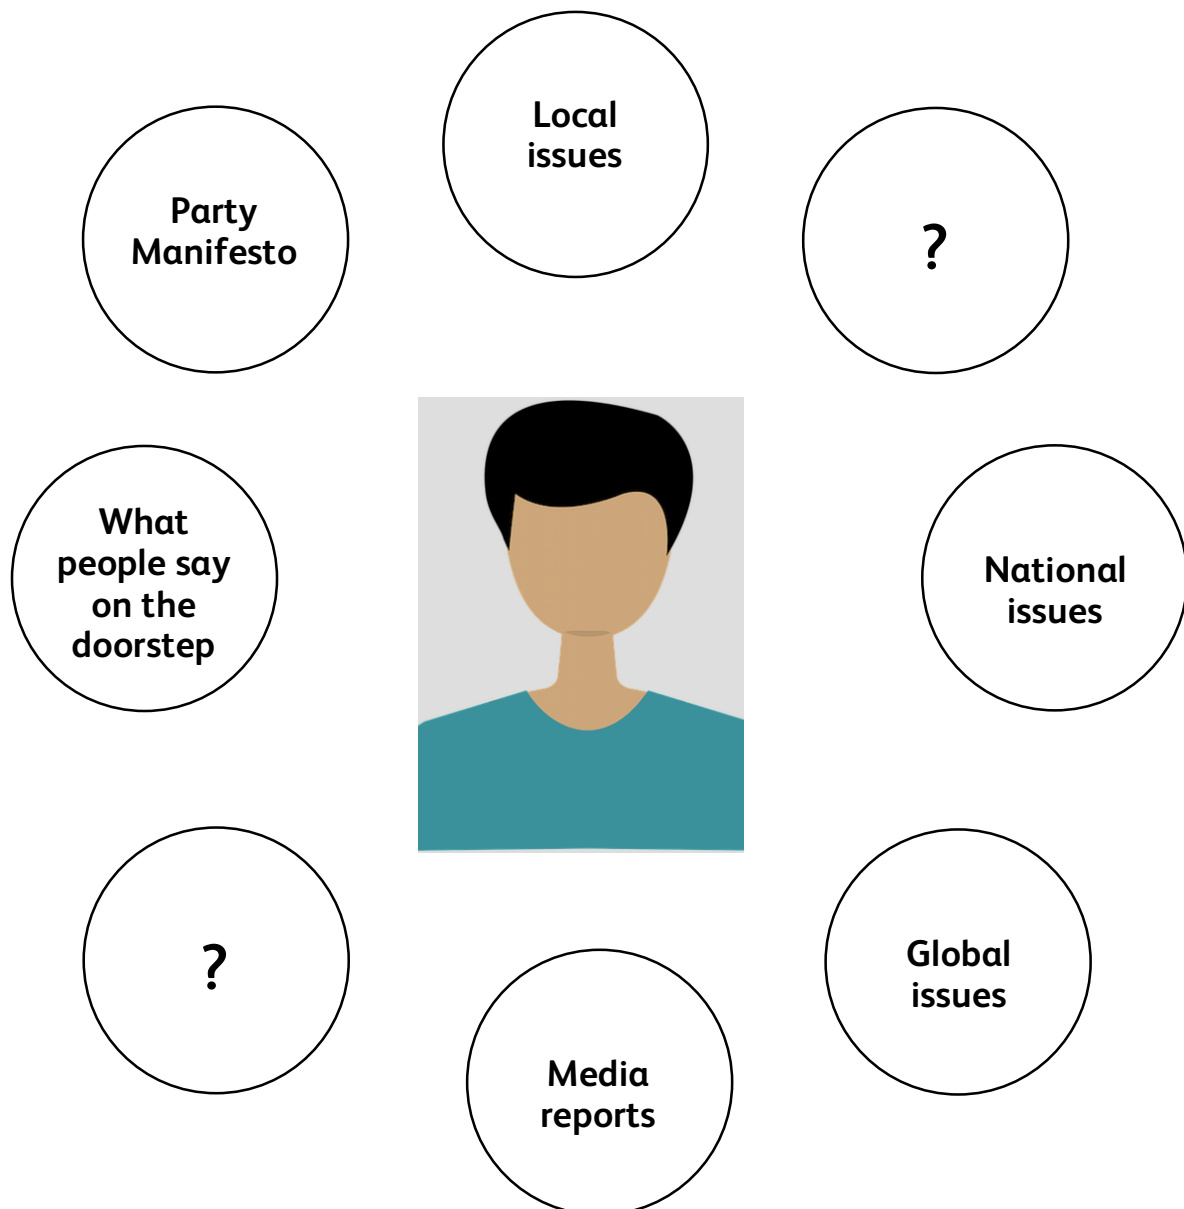 Local
issues
Party
Manifesto
?
What
people say
on the
doorstep
National
issues
?
Global
issues
Media
reports